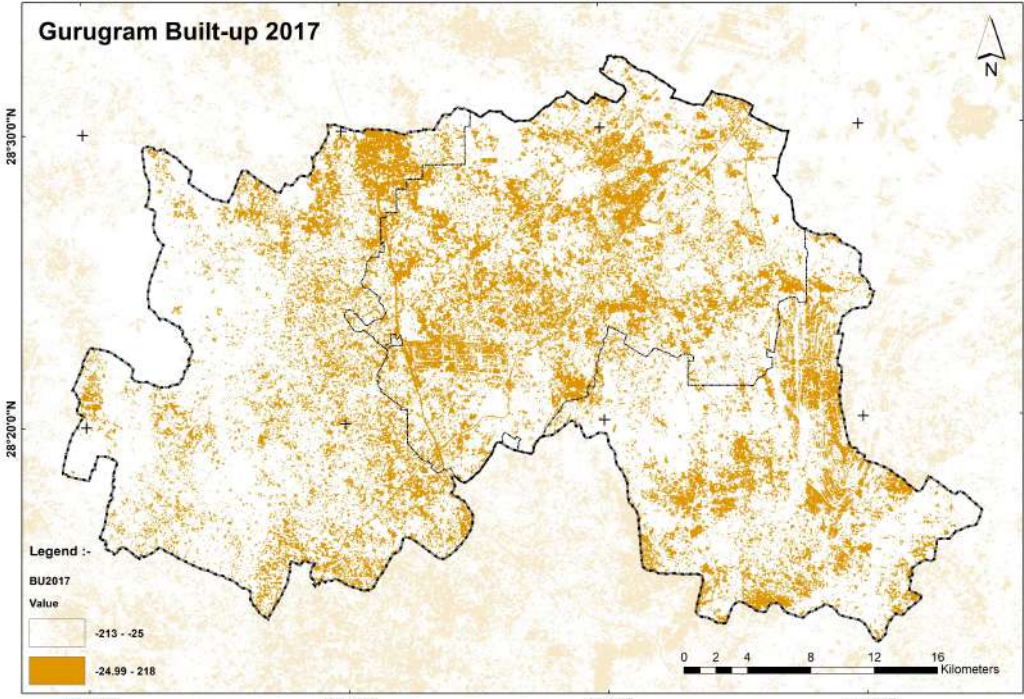 Gurugram Built-up 2017
N
28°30'0"N
28°20'0"N
Legend :-
BU2017
Value
-213 - -25
-24.99 - 218
0 2 4 8 12 16
Kilometers